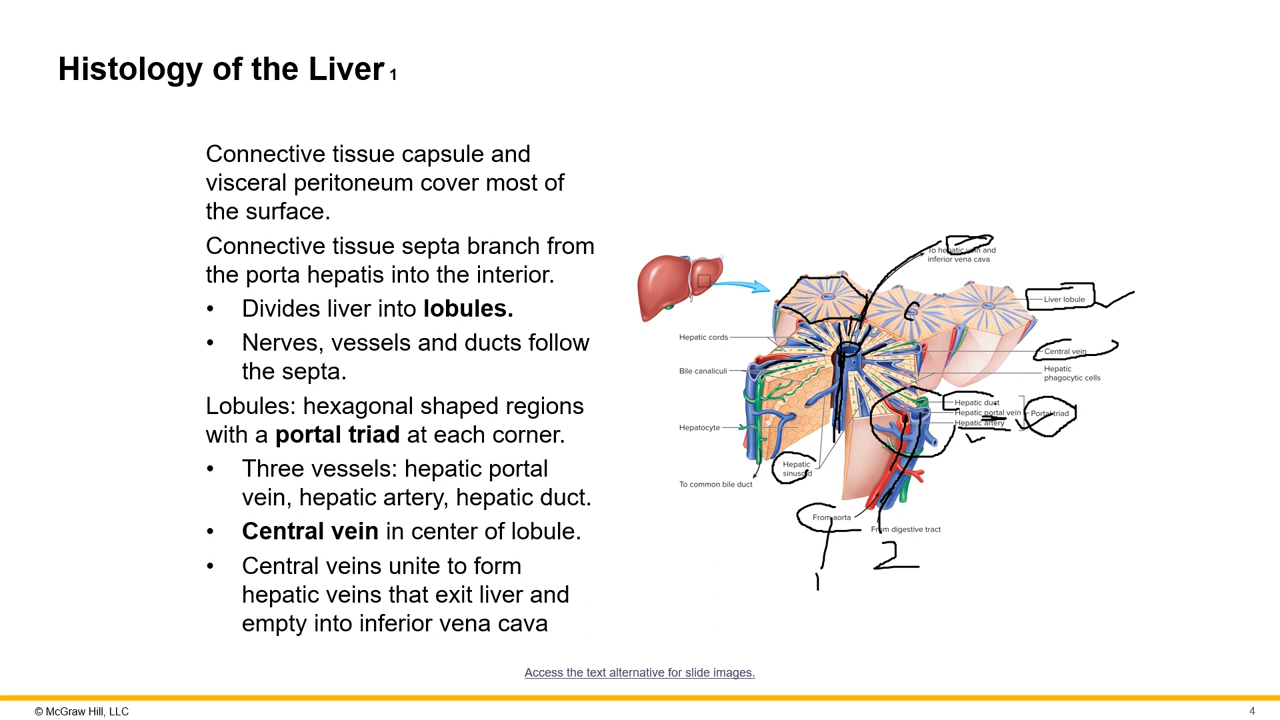 Histology of the Liver 1
Connective tissue capsule and
visceral peritoneum cover most of
the surface.
Connective tissue septa branch from
the porta hepatis into the interior.
• Divides liver into lobules.
• Nerves, vessels and ducts follow
the septa.
Lobules: hexagonal shaped regions
with a portal triad at each corner.
• Three vessels: hepatic portal
vein, hepatic artery, hepatic duct.
• Central vein in center of lobule.
• Central veins unite to form
hepatic veins that exit liver and
empty into inferior vena cava
To hepatic vein and
inferior vena cava
Liver lobule
Hepatic cords
Central vein
Bile canaliculi
Hepatic
phagocytic cells
Hepatic duct
Hepatic portal vein
Portal triad
Hepatic artery
Hepatocyte
Hepatic
sinusoid
To common bile duct
From aorta
From digestive tract
1
2
Access the text alternative for slide images.
© McGraw Hill, LLC
4